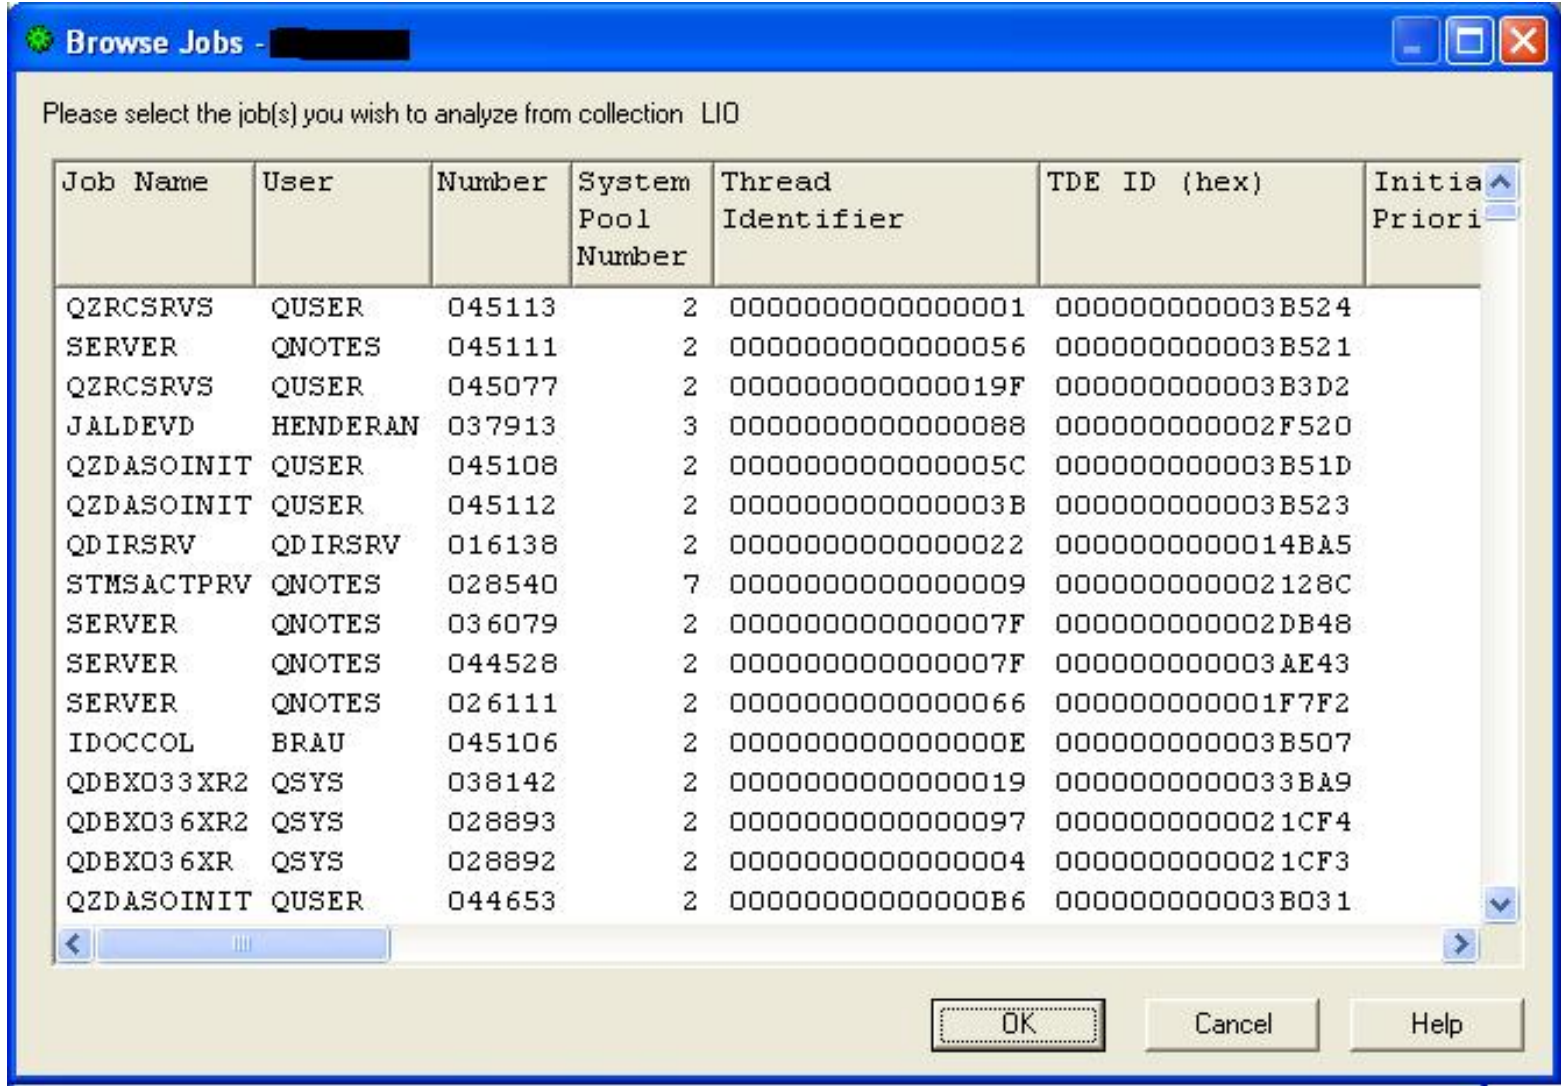 Browse Jobs -
Please select the job(s) you wish to analyze from collection LIO
Job Name User Number System Thread TDE ID (hex) Initia
Pool Identifier Priori
Number
QZRCSRVS QUSER 045113 2 0000000000000001 000000000003B524
SERVER QNOTES 045111 2 0000000000000056 000000000003B521
QZRCSRVS QUSER 045077 2 000000000000019F 000000000003B3D2
JALDEVD HENDERAN 037913 3 0000000000000088 000000000002F520
QZDASOINIT QUSER 045108 2 000000000000005C 000000000003B51D
QZDASOINIT QUSER 045112 2 000000000000003B 000000000003B523
QDIRSRV QDIRSRV 016138 2 0000000000000022 0000000000014BA5
STMSACTPRV QNOTES 028540 7 0000000000000009 000000000002128C
SERVER QNOTES 036079 2 000000000000007F 000000000002DB48
SERVER QNOTES 044528 2 000000000000007F 000000000003AE43
SERVER QNOTES 026111 2 0000000000000066 000000000001F7F2
IDOCCOL BRAU 045106 2 000000000000000E 000000000003B507
QDBX033XR2 QSYS 038142 2 0000000000000019 0000000000033BA9
QDBX036XR2 QSYS 028893 2 0000000000000097 0000000000021CF4
QDBX036XR QSYS 028892 2 0000000000000004 0000000000021CF3
QZDASOINIT QUSER 044653 2 00000000000000B6 000000000003B031
OK Cancel Help